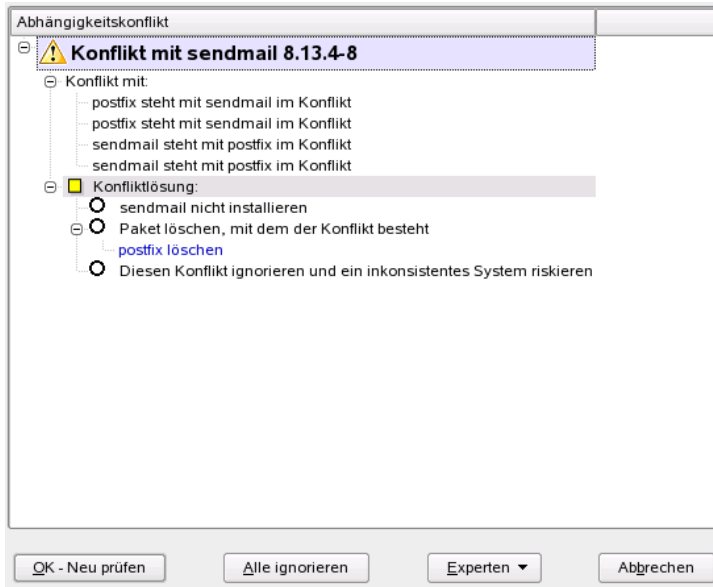 Abhängigkeitskonflikt
Konflikt mit sendmail 8.13.4-8
Konflikt mit:
postfix steht mit sendmail im Konflikt
postfix steht mit sendmail im Konflikt
sendmail steht mit postfix im Konflikt
sendmail steht mit postfix im Konflikt
Konfliktlösung:
sendmail nicht installieren
Paket löschen, mit dem der Konflikt besteht
postfix löschen
Diesen Konflikt ignorieren und ein inkonsistentes System riskieren
OK - Neu prüfen Alle ignorieren Experten Abbrechen